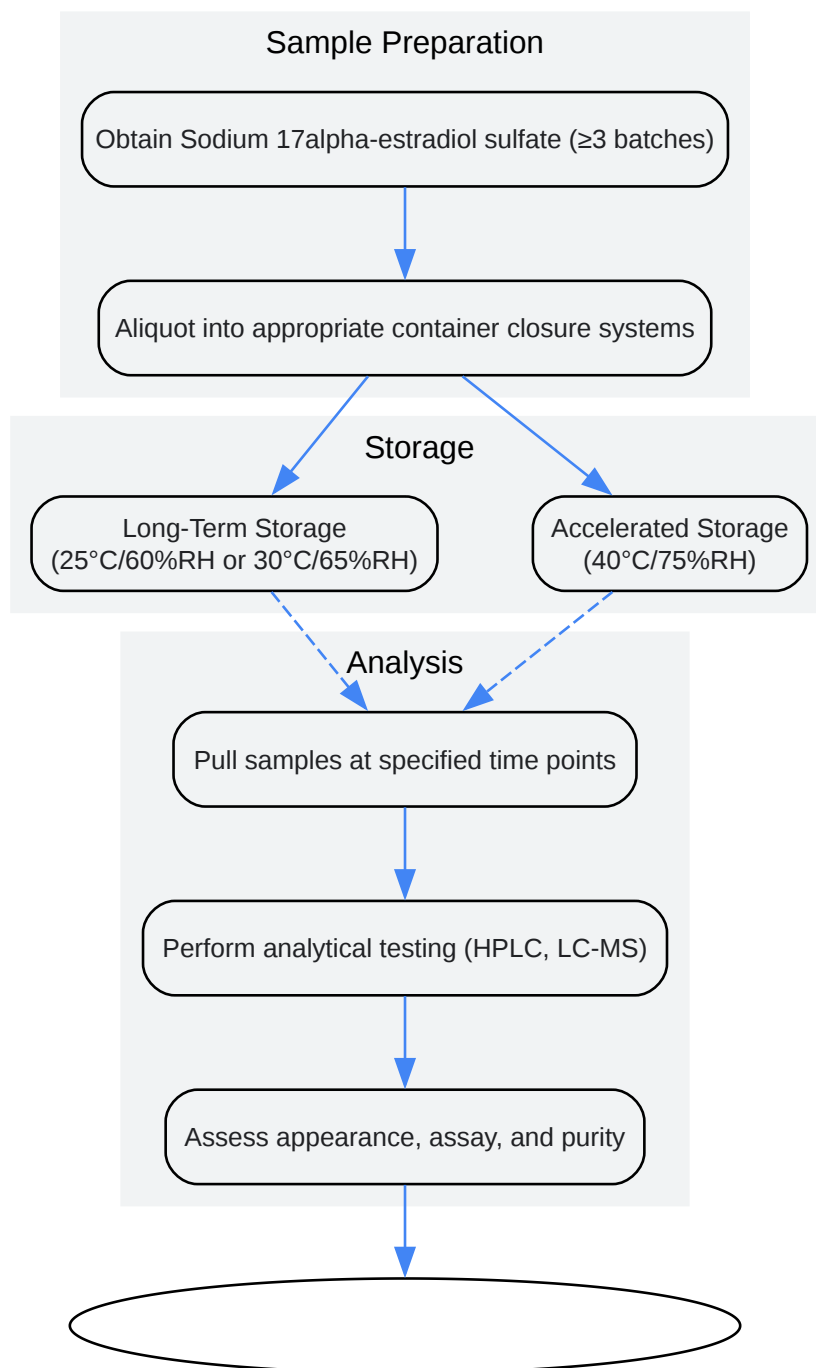 Sample Preparation
Obtain Sodium 17alpha-estradiol sulfate (≥3 batches)
Aliquot into appropriate container closure systems
Storage
Long-Term Storage
(25°C/60%RH or 30°C/65%RH)
Accelerated Storage
(40°C/75%RH)
Analysis
Pull samples at specified time points
Perform analytical testing (HPLC, LC-MS)
Assess appearance, assay, and purity